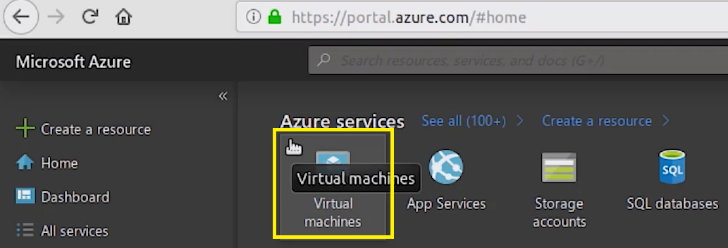 https://portal.azure.com/#home
Microsoft Azure
Search resources, services, and docs (G+/)
«
Azure services See all (100+) > Create a resource >
Create a resource
Home
Dashboard
All services
Virtual machines
Virtual
machines
App Services
Storage
accounts
SQL
SQL databases